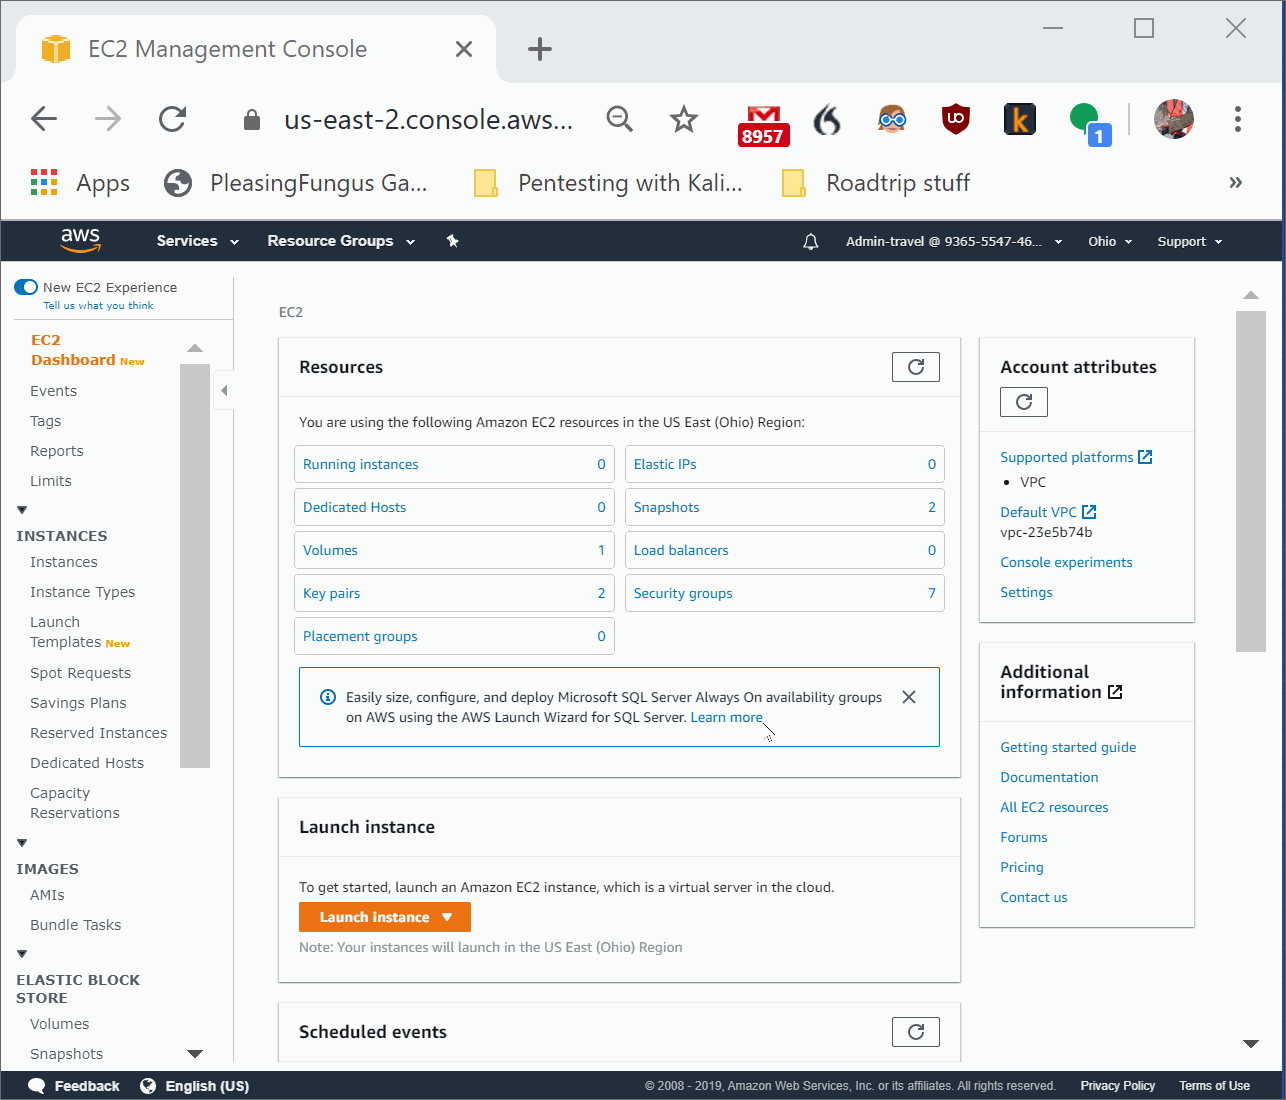 EC2 Management Console
us-east-2.console.aws...
8957
1
Apps
PleasingFungus Ga...
Pentesting with Kali...
Roadtrip stuff
aws
Services
Resource Groups
Admin-travel @ 9365-5547-46...
Ohio
Support
New EC2 Experience
Tell us what you think
EC2
Dashboard New
Events
Tags
Reports
Limits
INSTANCES
Instances
Instance Types
Launch
Templates New
Spot Requests
Savings Plans
Reserved Instances
Dedicated Hosts
Capacity
Reservations
IMAGES
AMIs
Bundle Tasks
ELASTIC BLOCK
STORE
Volumes
Snapshots
EC2
Resources
You are using the following Amazon EC2 resources in the US East (Ohio) Region:
Running instances 0
Elastic IPs 0
Dedicated Hosts 0
Snapshots 2
Volumes 1
Load balancers 0
Key pairs 2
Security groups 7
Placement groups 0
Easily size, configure, and deploy Microsoft SQL Server Always On availability groups
on AWS using the AWS Launch Wizard for SQL Server. Learn more
Launch instance
To get started, launch an Amazon EC2 instance, which is a virtual server in the cloud.
Launch instance
Note: Your instances will launch in the US East (Ohio) Region
Scheduled events
Account attributes
Supported platforms
• VPC
Default VPC
vpc-23e5b74b
Console experiments
Settings
Additional
information
Getting started guide
Documentation
All EC2 resources
Forums
Pricing
Contact us
Feedback
English (US)
© 2008 - 2019, Amazon Web Services, Inc. or its affiliates. All rights reserved.
Privacy Policy
Terms of Use